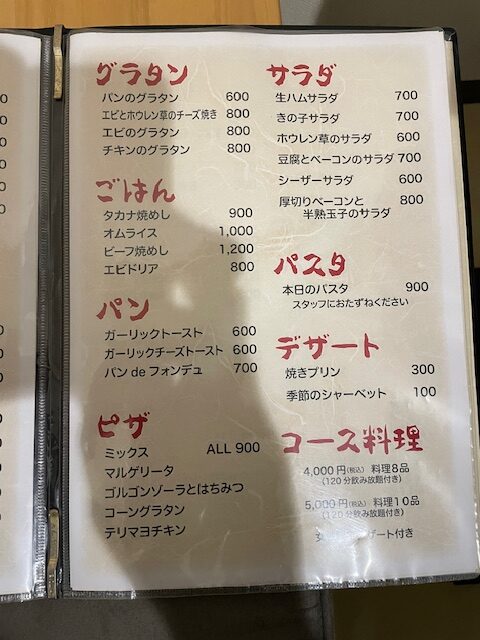 グラタン
パンのグラタン 600
エビとホウレン草のチーズ焼き 800
エビのグラタン 800
チキンのグラタン 800
ごはん
タカナ焼めし 900
オムライス 1,000
ビーフ焼めし 1,200
エビドリア 800
パン
ガーリックトースト 600
ガーリックチーズトースト 600
パン de フォンデュ 700
ピザ
ミックス ALL 900
マルゲリータ
ゴルゴンゾーラとはちみつ
コーングラタン
テリマヨチキン
サラダ
生ハムサラダ 700
きの子サラダ 700
ホウレン草のサラダ 600
豆腐とベーコンのサラダ 700
シーザーサラダ 600
厚切りベーコンと 800
半熟玉子のサラダ
パスタ
本日のパスタ 900
スタッフにおたずねください
デザート
焼きプリン 300
季節のシャーベット 100
コース料理
4,000円(税込) 料理8品
(120分飲み放題付き)
5,000円(税込) 料理10品
(120分飲み放題付き)
ザート付き